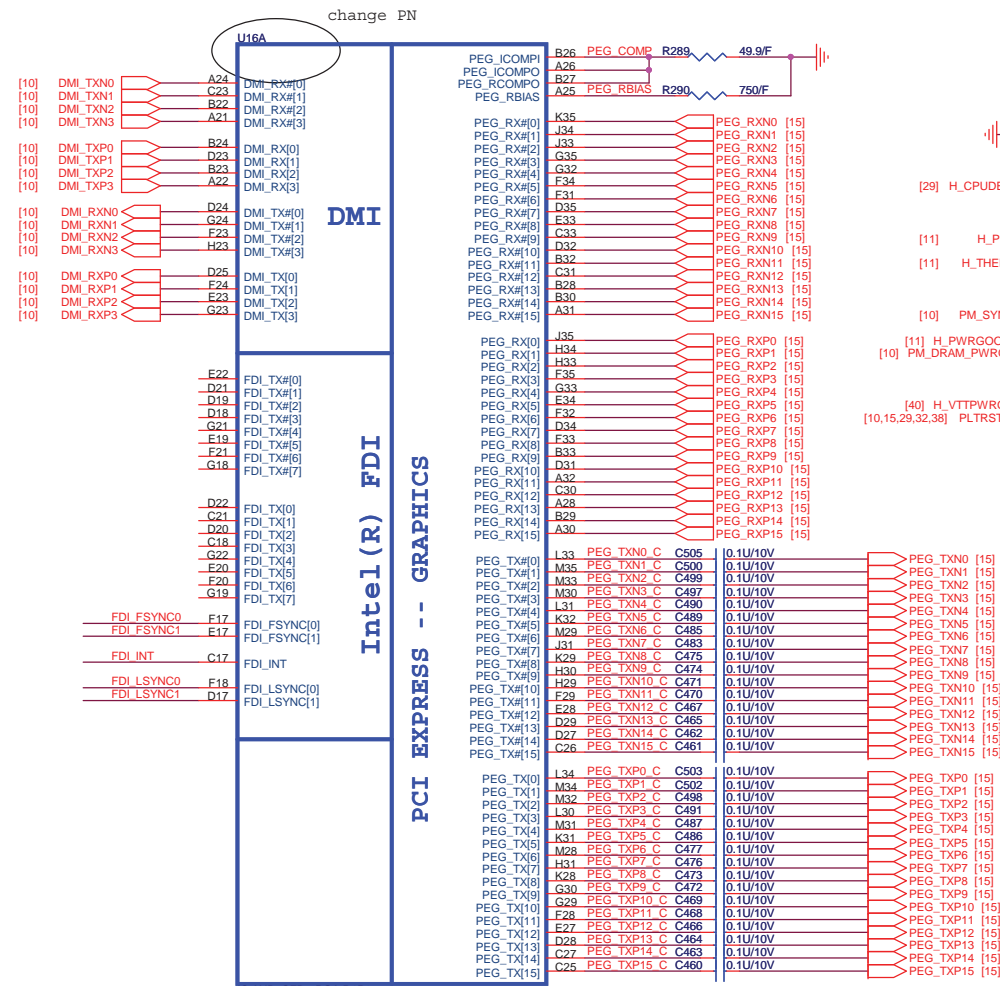 change PN
U16A
[10] DMI_TXN0 A24 DMI_RX#[0]
[10] DMI_TXN1 C23 DMI_RX#[1]
[10] DMI_TXN2 B22 DMI_RX#[2]
[10] DMI_TXN3 A21 DMI_RX#[3]
[10] DMI_TXP0 B24 DMI_RX[0]
[10] DMI_TXP1 D23 DMI_RX[1]
[10] DMI_TXP2 B23 DMI_RX[2]
[10] DMI_TXP3 A22 DMI_RX[3]
[10] DMI_RXN0 D24 DMI_TX#[0]
[10] DMI_RXN1 G24 DMI_TX#[1]
[10] DMI_RXN2 F23 DMI_TX#[2]
[10] DMI_RXN3 H23 DMI_TX#[3]
[10] DMI_RXP0 D25 DMI_TX[0]
[10] DMI_RXP1 F24 DMI_TX[1]
[10] DMI_RXP2 E23 DMI_TX[2]
[10] DMI_RXP3 G23 DMI_TX[3]
DMI
E22 FDI_TX#[0]
D21 FDI_TX#[1]
D19 FDI_TX#[2]
D18 FDI_TX#[3]
G21 FDI_TX#[4]
E19 FDI_TX#[5]
F21 FDI_TX#[6]
G18 FDI_TX#[7]
D22 FDI_TX[0]
C21 FDI_TX[1]
D20 FDI_TX[2]
C18 FDI_TX[3]
G22 FDI_TX[4]
E20 FDI_TX[5]
F20 FDI_TX[6]
G19 FDI_TX[7]
FDI_FSYNC0 F17 FDI_FSYNC[0]
FDI_FSYNC1 E17 FDI_FSYNC[1]
FDI_INT C17 FDI_INT
FDI_LSYNC0 F18 FDI_LSYNC[0]
FDI_LSYNC1 D17 FDI_LSYNC[1]
Intel(R) FDI
PCI EXPRESS -- GRAPHICS
PEG_ICOMPI B26 PEG_COMP R289 49.9/F
PEG_ICOMPO A26
PEG_RCOMPO B27
PEG_RBIAS A25 PEG_RBIAS R290 750/F
PEG_RX#[0] K35 PEG_RXN0 [15]
PEG_RX#[1] J34 PEG_RXN1 [15]
PEG_RX#[2] J33 PEG_RXN2 [15]
PEG_RX#[3] G35 PEG_RXN3 [15]
PEG_RX#[4] G32 PEG_RXN4 [15]
PEG_RX#[5] F34 PEG_RXN5 [15]
PEG_RX#[6] F31 PEG_RXN6 [15]
PEG_RX#[7] D35 PEG_RXN7 [15]
PEG_RX#[8] E33 PEG_RXN8 [15]
PEG_RX#[9] C33 PEG_RXN9 [15]
PEG_RX#[10] D32 PEG_RXN10 [15]
PEG_RX#[11] B32 PEG_RXN11 [15]
PEG_RX#[12] C31 PEG_RXN12 [15]
PEG_RX#[13] B28 PEG_RXN13 [15]
PEG_RX#[14] B30 PEG_RXN14 [15]
PEG_RX#[15] A31 PEG_RXN15 [15]
PEG_RX[0] J35 PEG_RXP0 [15]
PEG_RX[1] H34 PEG_RXP1 [15]
PEG_RX[2] H33 PEG_RXP2 [15]
PEG_RX[3] F35 PEG_RXP3 [15]
PEG_RX[4] G33 PEG_RXP4 [15]
PEG_RX[5] E34 PEG_RXP5 [15]
PEG_RX[6] F32 PEG_RXP6 [15]
PEG_RX[7] D34 PEG_RXP7 [15]
PEG_RX[8] F33 PEG_RXP8 [15]
PEG_RX[9] B33 PEG_RXP9 [15]
PEG_RX[10] D31 PEG_RXP10 [15]
PEG_RX[11] A32 PEG_RXP11 [15]
PEG_RX[12] C30 PEG_RXP12 [15]
PEG_RX[13] A28 PEG_RXP13 [15]
PEG_RX[14] B29 PEG_RXP14 [15]
PEG_RX[15] A30 PEG_RXP15 [15]
PEG_TX#[0] L33 PEG_TXN0_C C505 0.1U/10V PEG_TXN0 [15]
PEG_TX#[1] M35 PEG_TXN1_C C500 0.1U/10V PEG_TXN1 [15]
PEG_TX#[2] M33 PEG_TXN2_C C499 0.1U/10V PEG_TXN2 [15]
PEG_TX#[3] M30 PEG_TXN3_C C497 0.1U/10V PEG_TXN3 [15]
PEG_TX#[4] L31 PEG_TXN4_C C490 0.1U/10V PEG_TXN4 [15]
PEG_TX#[5] K32 PEG_TXN5_C C489 0.1U/10V PEG_TXN5 [15]
PEG_TX#[6] M29 PEG_TXN6_C C485 0.1U/10V PEG_TXN6 [15]
PEG_TX#[7] J31 PEG_TXN7_C C483 0.1U/10V PEG_TXN7 [15]
PEG_TX#[8] K29 PEG_TXN8_C C475 0.1U/10V PEG_TXN8 [15]
PEG_TX#[9] H30 PEG_TXN9_C C474 0.1U/10V PEG_TXN9 [15]
PEG_TX#[10] H29 PEG_TXN10_C C471 0.1U/10V PEG_TXN10 [15]
PEG_TX#[11] F29 PEG_TXN11_C C470 0.1U/10V PEG_TXN11 [15]
PEG_TX#[12] E28 PEG_TXN12_C C467 0.1U/10V PEG_TXN12 [15]
PEG_TX#[13] D29 PEG_TXN13_C C465 0.1U/10V PEG_TXN13 [15]
PEG_TX#[14] D27 PEG_TXN14_C C462 0.1U/10V PEG_TXN14 [15]
PEG_TX#[15] C26 PEG_TXN15_C C461 0.1U/10V PEG_TXN15 [15]
PEG_TX[0] L34 PEG_TXP0_C C503 0.1U/10V PEG_TXP0 [15]
PEG_TX[1] M34 PEG_TXP1_C C502 0.1U/10V PEG_TXP1 [15]
PEG_TX[2] M32 PEG_TXP2_C C498 0.1U/10V PEG_TXP2 [15]
PEG_TX[3] L30 PEG_TXP3_C C491 0.1U/10V PEG_TXP3 [15]
PEG_TX[4] M31 PEG_TXP4_C C487 0.1U/10V PEG_TXP4 [15]
PEG_TX[5] K31 PEG_TXP5_C C486 0.1U/10V PEG_TXP5 [15]
PEG_TX[6] M28 PEG_TXP6_C C477 0.1U/10V PEG_TXP6 [15]
PEG_TX[7] H31 PEG_TXP7_C C476 0.1U/10V PEG_TXP7 [15]
PEG_TX[8] K28 PEG_TXP8_C C473 0.1U/10V PEG_TXP8 [15]
PEG_TX[9] G30 PEG_TXP9_C C472 0.1U/10V PEG_TXP9 [15]
PEG_TX[10] G29 PEG_TXP10_C C469 0.1U/10V PEG_TXP10 [15]
PEG_TX[11] F28 PEG_TXP11_C C468 0.1U/10V PEG_TXP11 [15]
PEG_TX[12] E27 PEG_TXP12_C C466 0.1U/10V PEG_TXP12 [15]
PEG_TX[13] D28 PEG_TXP13_C C464 0.1U/10V PEG_TXP13 [15]
PEG_TX[14] C27 PEG_TXP14_C C463 0.1U/10V PEG_TXP14 [15]
PEG_TX[15] C25 PEG_TXP15_C C460 0.1U/10V PEG_TXP15 [15]
[29] H_CPUDE
[11] H_P
[11] H_THE
[10] PM_SYN
[11] H_PWRGOO
[10] PM_DRAM_PWRG
[40] H_VTTPWRG
[10,15,29,32,38] PLTRST